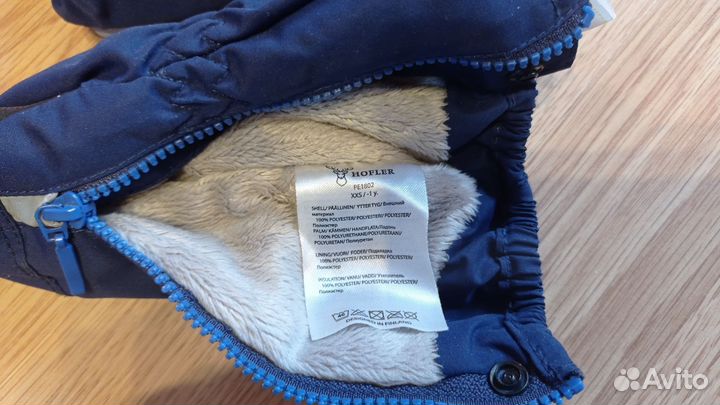 HOFLER
PE1802
XXS / -1 y.
SHELL/ PÄÄLLINEN/ YTTERTYG/ Внешний
материал
100% POLYESTER/ POLYESTER/ POLYESTER/
Полиэстер
PALM/ KÄMMEN/ HANDFLATA/ Ладонь
100% POLYURETHANE/POLYURETAANI/
POLYURETAN/ Полиуретан
LINING/ VUORI/ FODER/ Подкладка
100% POLYESTER/ POLYESTER/ POLYESTER/
Полиэстер
INSULATION/ VANU/ VADD/ Утеплитель
100% POLYESTER/ POLYESTER/ POLYESTER/
Полиэстер
40
DESIGNED IN FINLAND
Avito